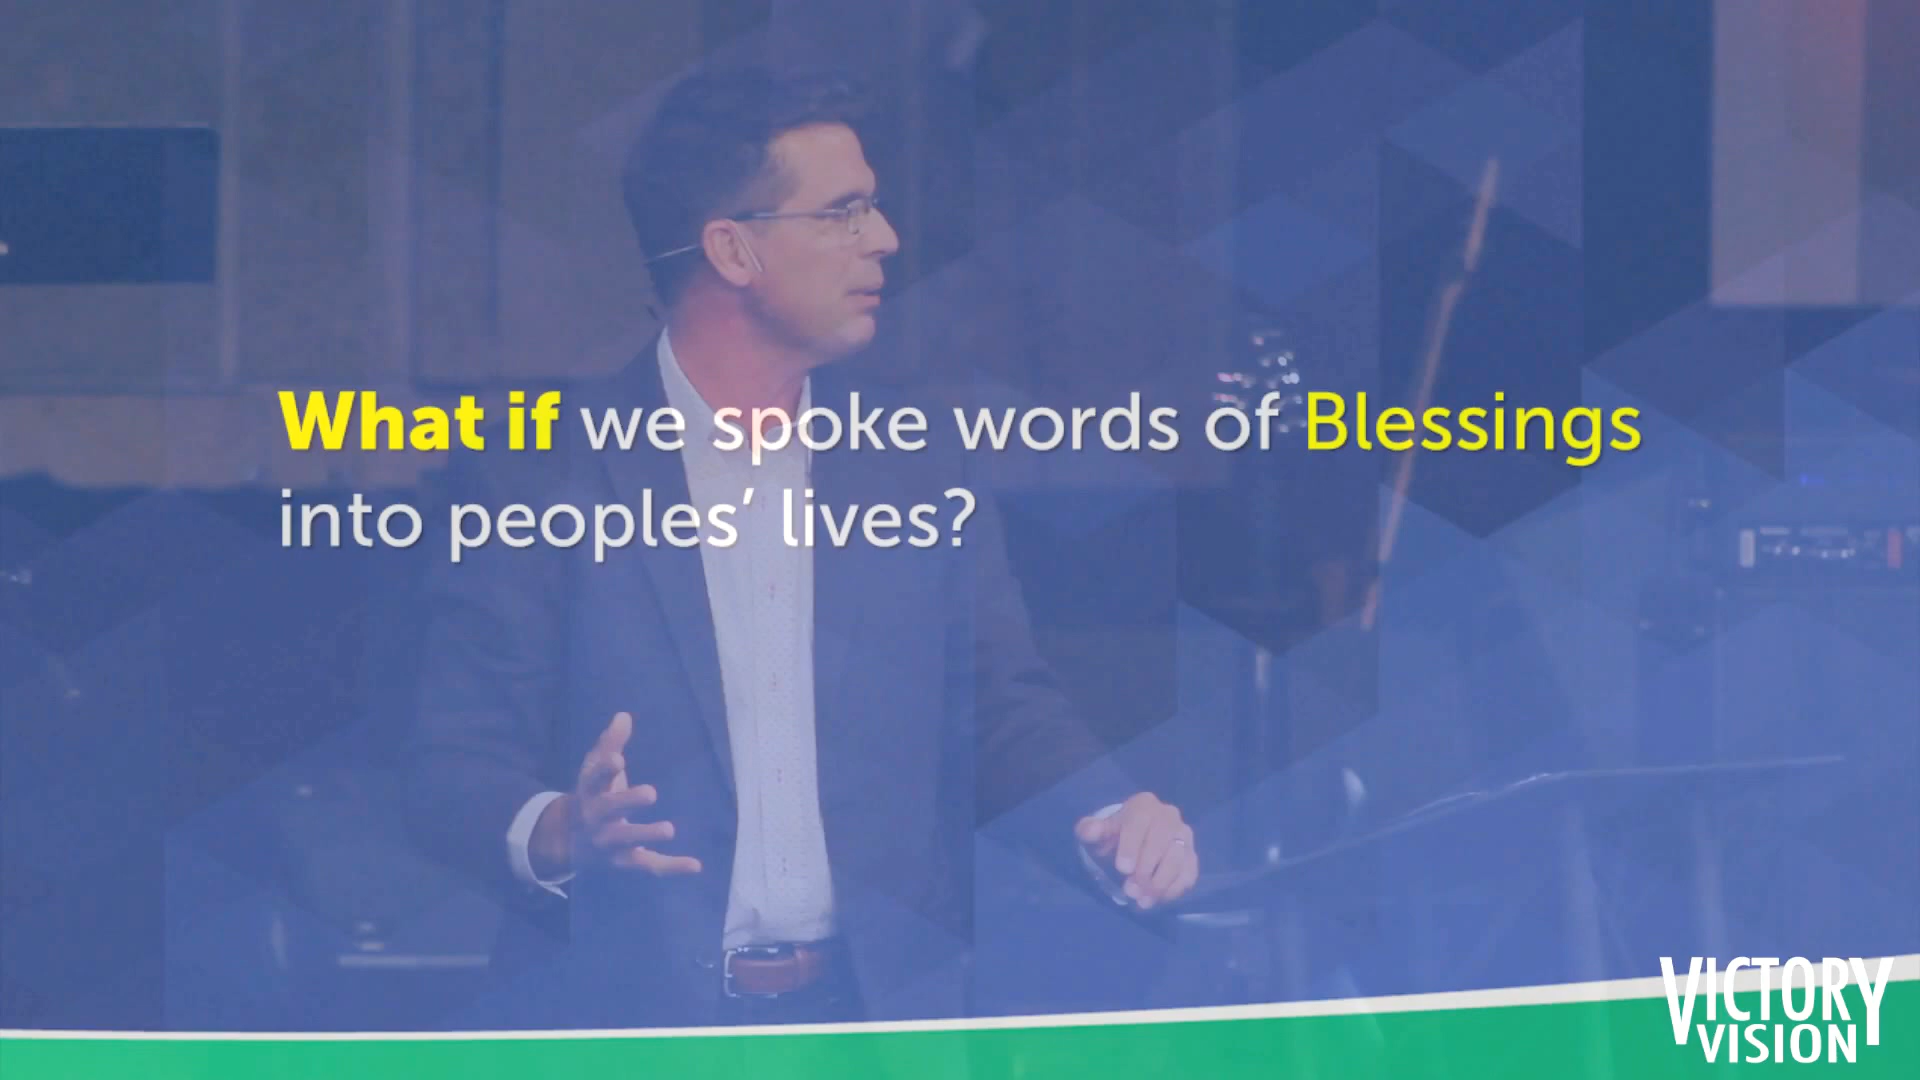 What if we spoke words of Blessings
into peoples’ lives?
VICTORY
VISION